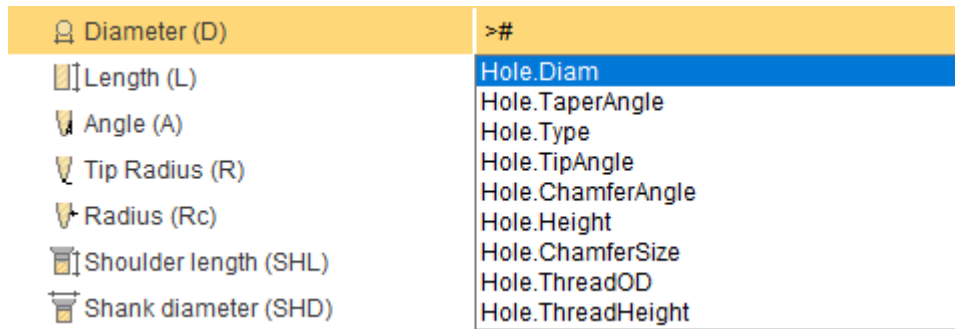 Diameter (D) >#
Length (L) Hole.Diam
Hole.TaperAngle
Angle (A) Hole.Type
Tip Radius (R) Hole.TipAngle
Hole.ChamferAngle
Radius (Rc) Hole.Height
Shoulder length (SHL) Hole.ChamferSize
Hole.ThreadOD
Shank diameter (SHD) Hole.ThreadHeight